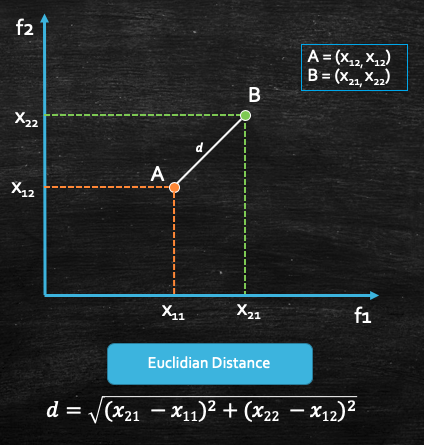 f2
A = (x₁₂, x₁₂)
B = (x₂₁, x₂₂)
B
x₂₂
d
A
x₁₂
x₁₁
x₂₁
f1
Euclidian Distance
d = √(x₂₁ − x₁₁)² + (x₂₂ − x₁₂)²